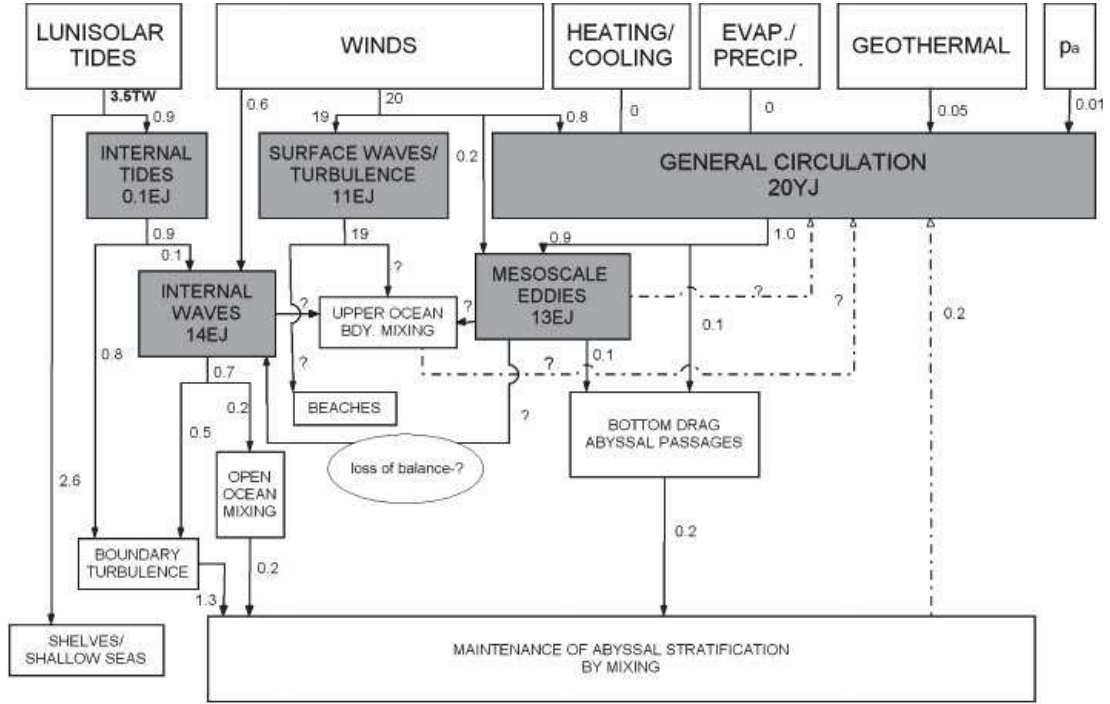 LUNISOLAR
TIDES
WINDS
HEATING/
COOLING
EVAP./
PRECIP.
GEOTHERMAL
pa
3.5TW
0.9
0.6
20
19
0.2
0.8
0
0
0.05
0.01
INTERNAL
TIDES
0.1EJ
SURFACE WAVES/
TURBULENCE
11EJ
GENERAL CIRCULATION
20YJ
0.9
0.1
19
0.9
1.0
INTERNAL
WAVES
14EJ
?
?
UPPER OCEAN
BDY. MIXING
?
MESOSCALE
EDDIES
13EJ
?
?
0.8
0.7
?
0.1
0.1
0.2
?
0.2
BEACHES
?
0.5
BOTTOM DRAG
ABYSSAL PASSAGES
loss of balance-?
2.6
OPEN
OCEAN
MIXING
0.2
BOUNDARY
TURBULENCE
0.2
1.3
SHELVES/
SHALLOW SEAS
MAINTENANCE OF ABYSSAL STRATIFICATION
BY MIXING